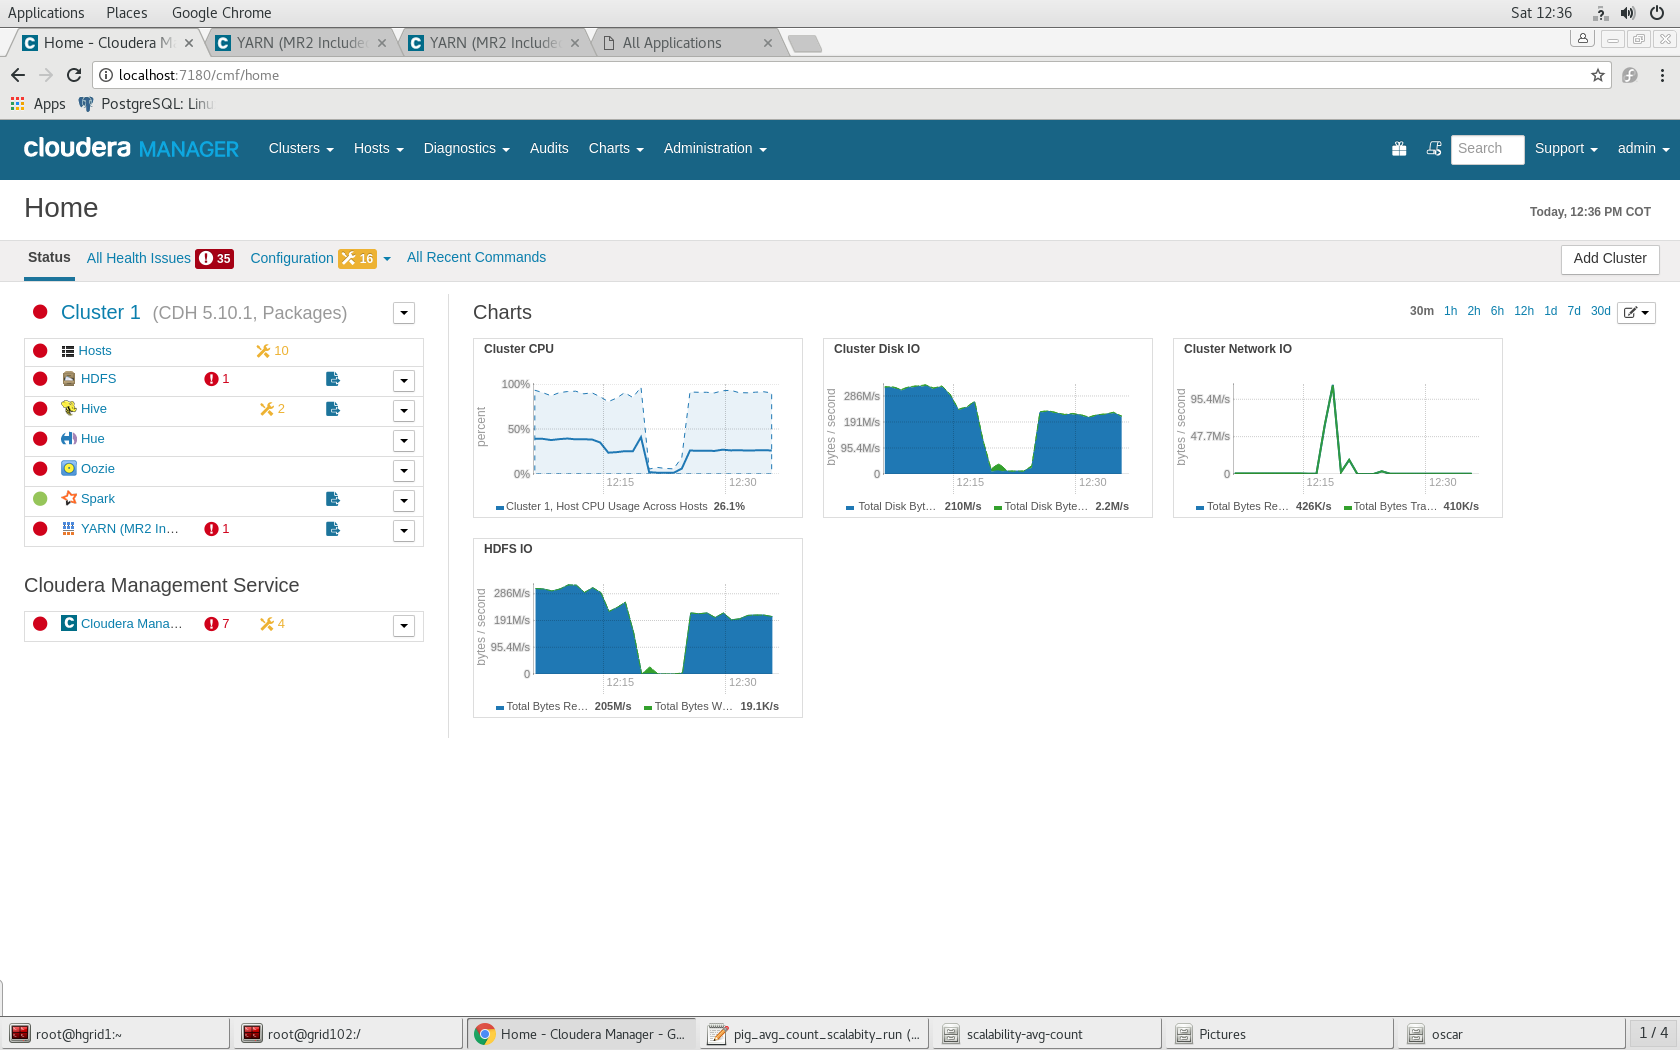 Applications Places Google Chrome Sat 12:36
Home - Cloudera M YARN (MR2 Include YARN (MR2 Include All Applications
localhost:7180/cmf/home
Apps PostgreSQL: Linu
cloudera MANAGER Clusters Hosts Diagnostics Audits Charts Administration Search Support admin
Home
Today, 12:36 PM COT
Status All Health Issues 35 Configuration 16 All Recent Commands Add Cluster
Cluster 1 (CDH 5.10.1, Packages)
Hosts 10
HDFS 1
Hive 2
Hue
Oozie
Spark
YARN (MR2 In... 1
Cloudera Management Service
Cloudera Mana... 7 4
Charts
30m 1h 2h 6h 12h 1d 7d 30d
Cluster CPU
percent
100%
50%
0%
12:15 12:30
Cluster 1, Host CPU Usage Across Hosts 26.1%
Cluster Disk IO
bytes / second
286M/s
191M/s
95.4M/s
0
12:15 12:30
Total Disk Byt... 210M/s Total Disk Byte... 2.2M/s
Cluster Network IO
bytes / second
95.4M/s
47.7M/s
0
12:15 12:30
Total Bytes Re... 426K/s Total Bytes Tra... 410K/s
HDFS IO
bytes / second
286M/s
191M/s
95.4M/s
0
12:15 12:30
Total Bytes Re... 205M/s Total Bytes W... 19.1K/s
root@hgrid1:~ root@grid102:/ Home - Cloudera Manager - G... pig_avg_count_scalabity_run (... scalability-avg-count Pictures oscar 1 / 4